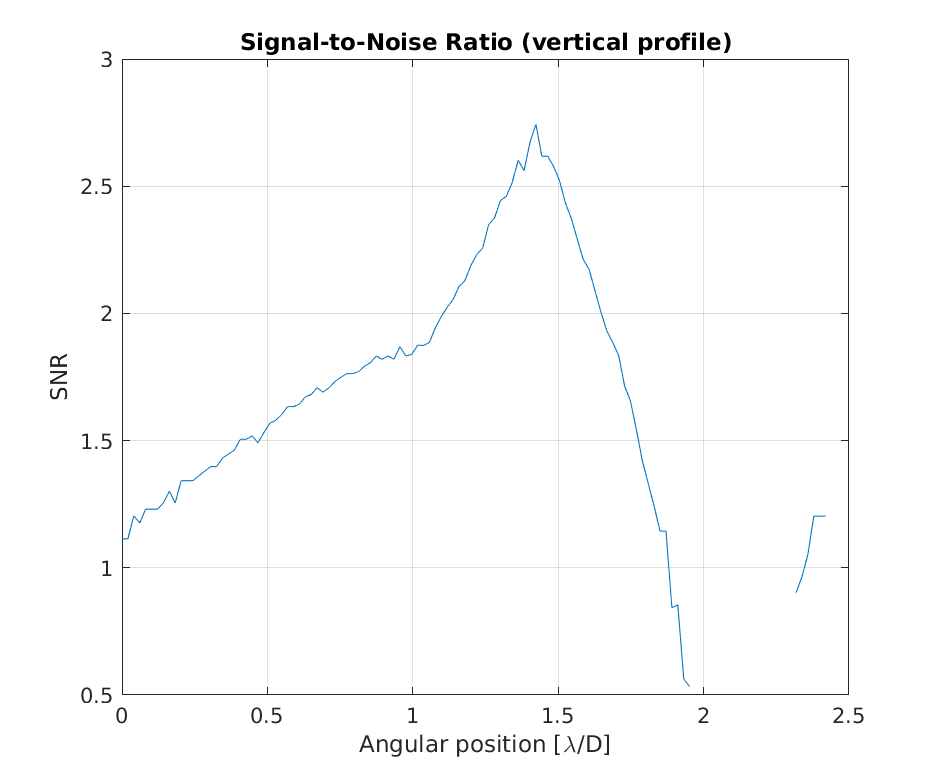 Signal-to-Noise Ratio (vertical profile)
3
2.5
2
1.5
1
0.5
SNR
0 0.5 1 1.5 2 2.5
Angular position [λ/D]